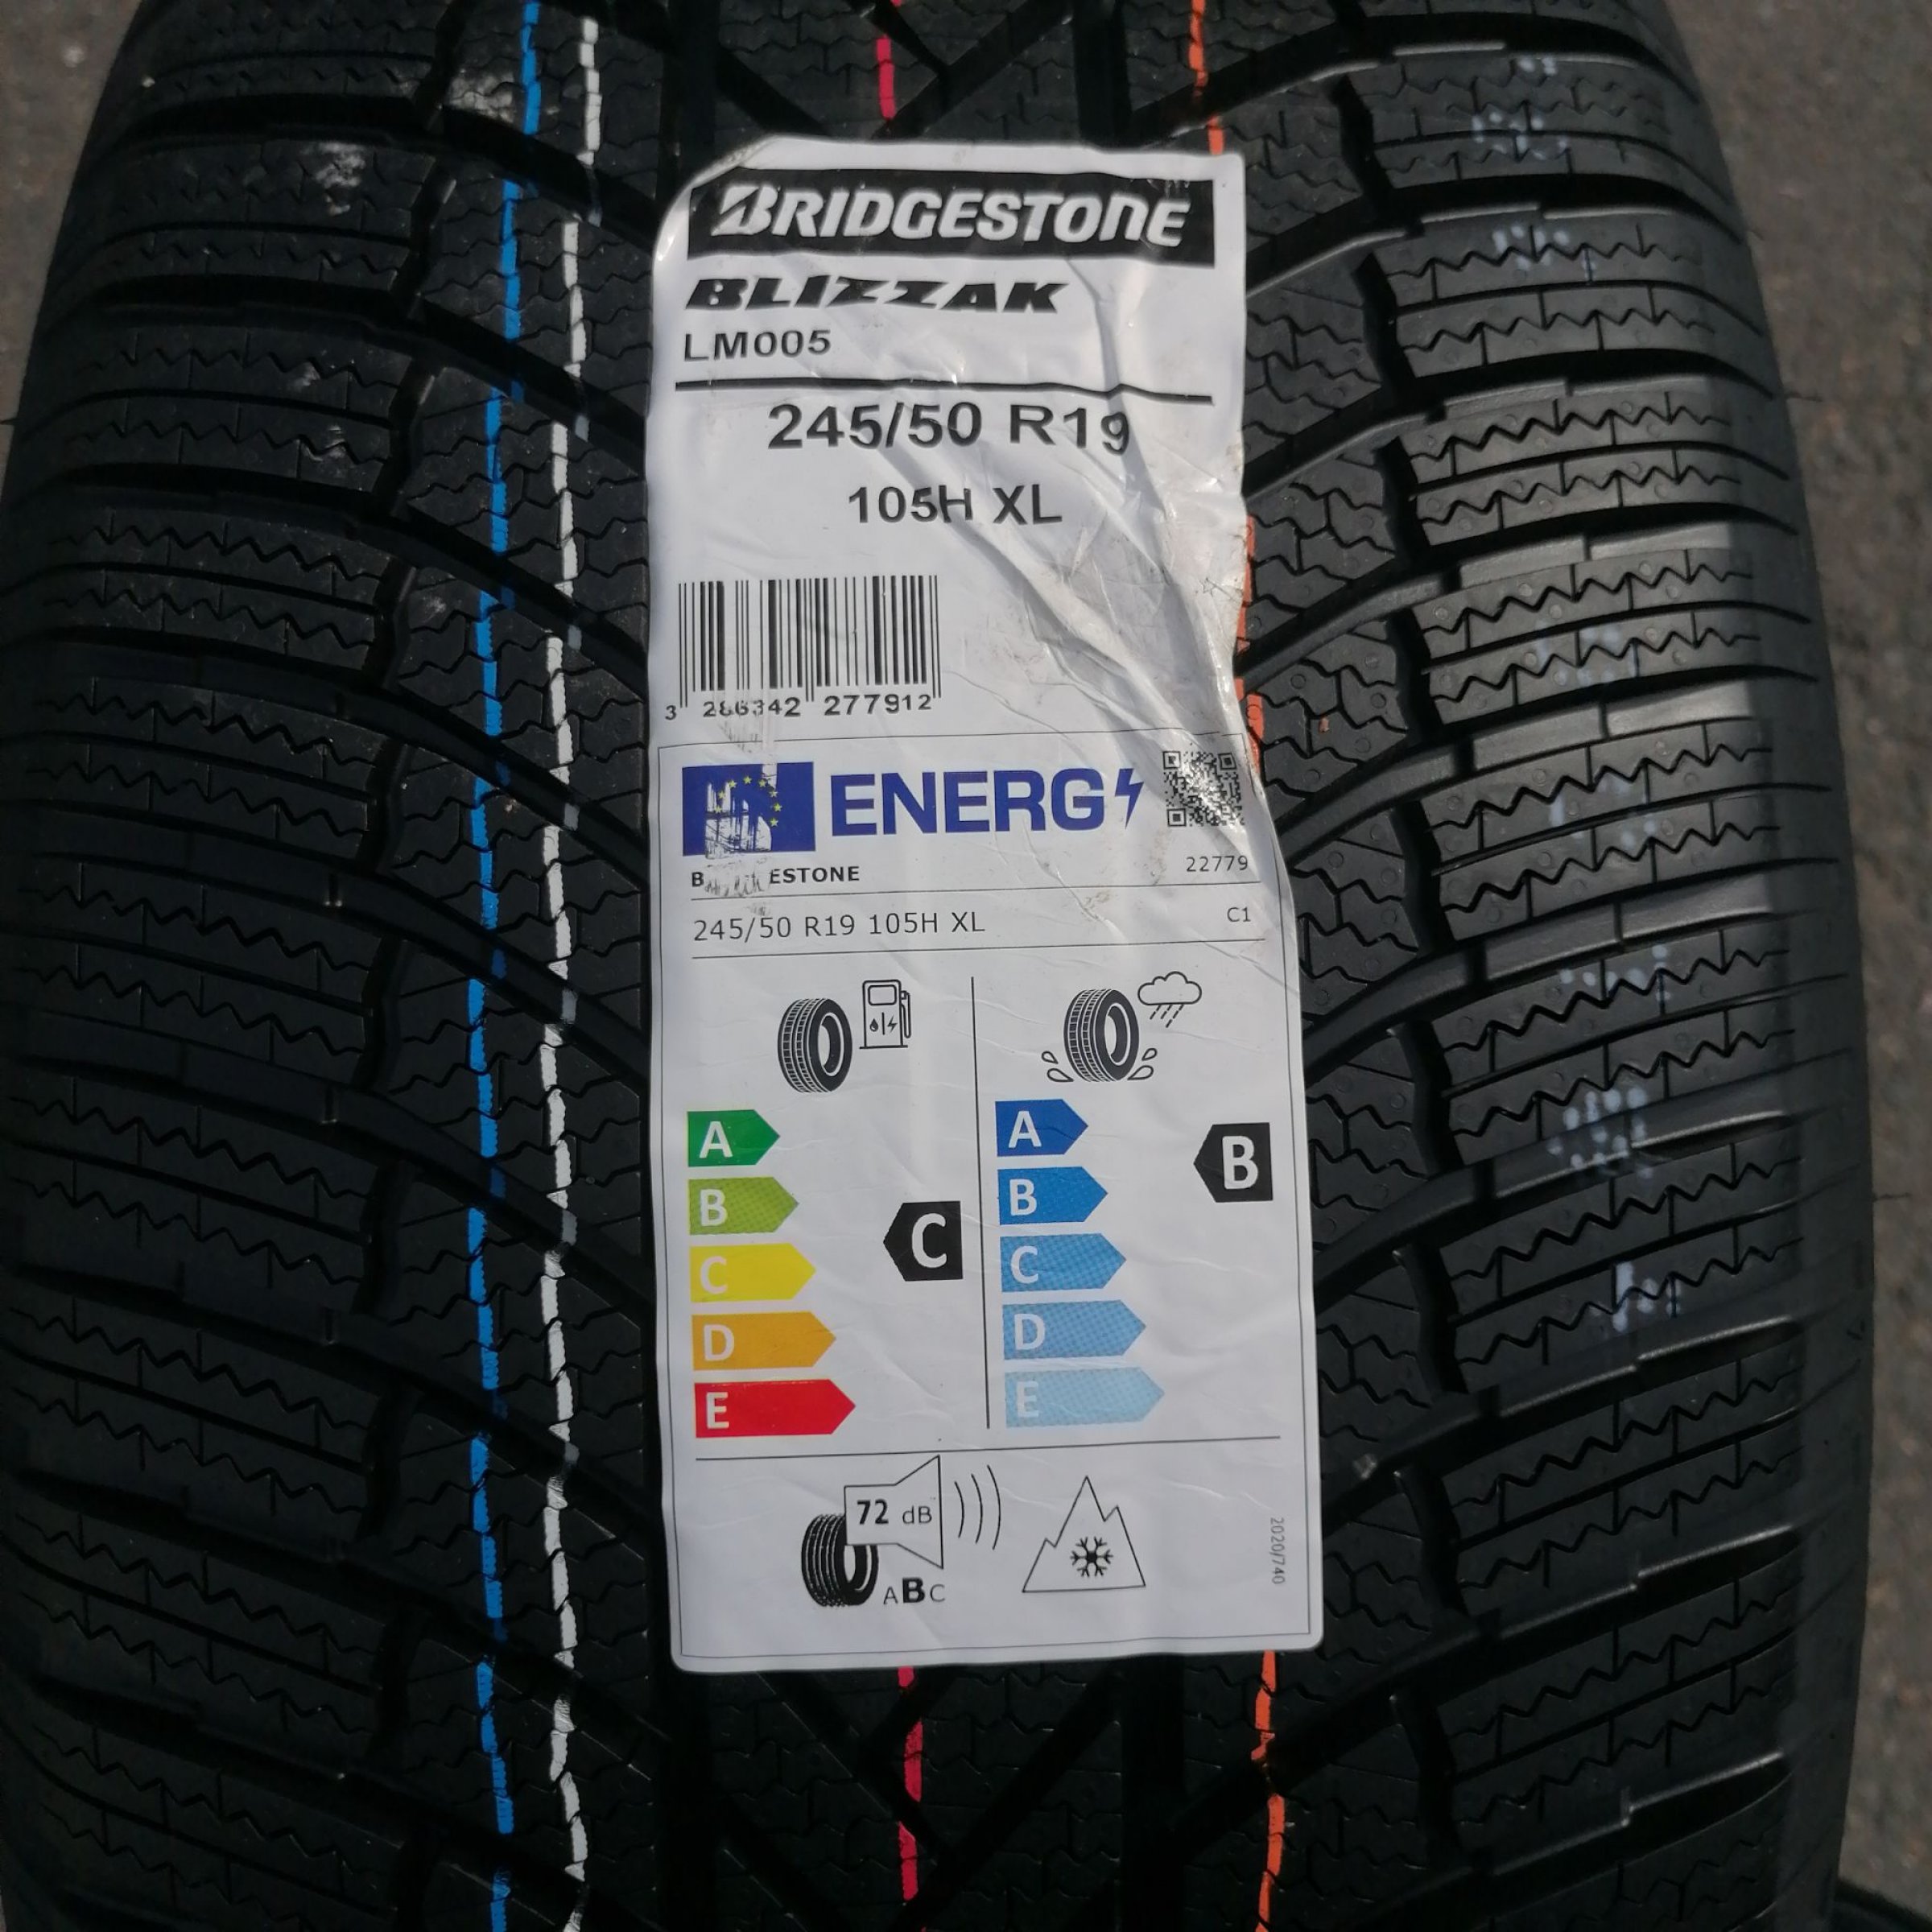 BRIDGESTONE
BLIZZAK
LM005
245/50 R19
105H XL
3 286342 277912
ENERG
22779
245/50 R19 105H XL
C1
A
B
C
D
E
C
A
B
C
D
E
B
72 dB
ABC
2020/740